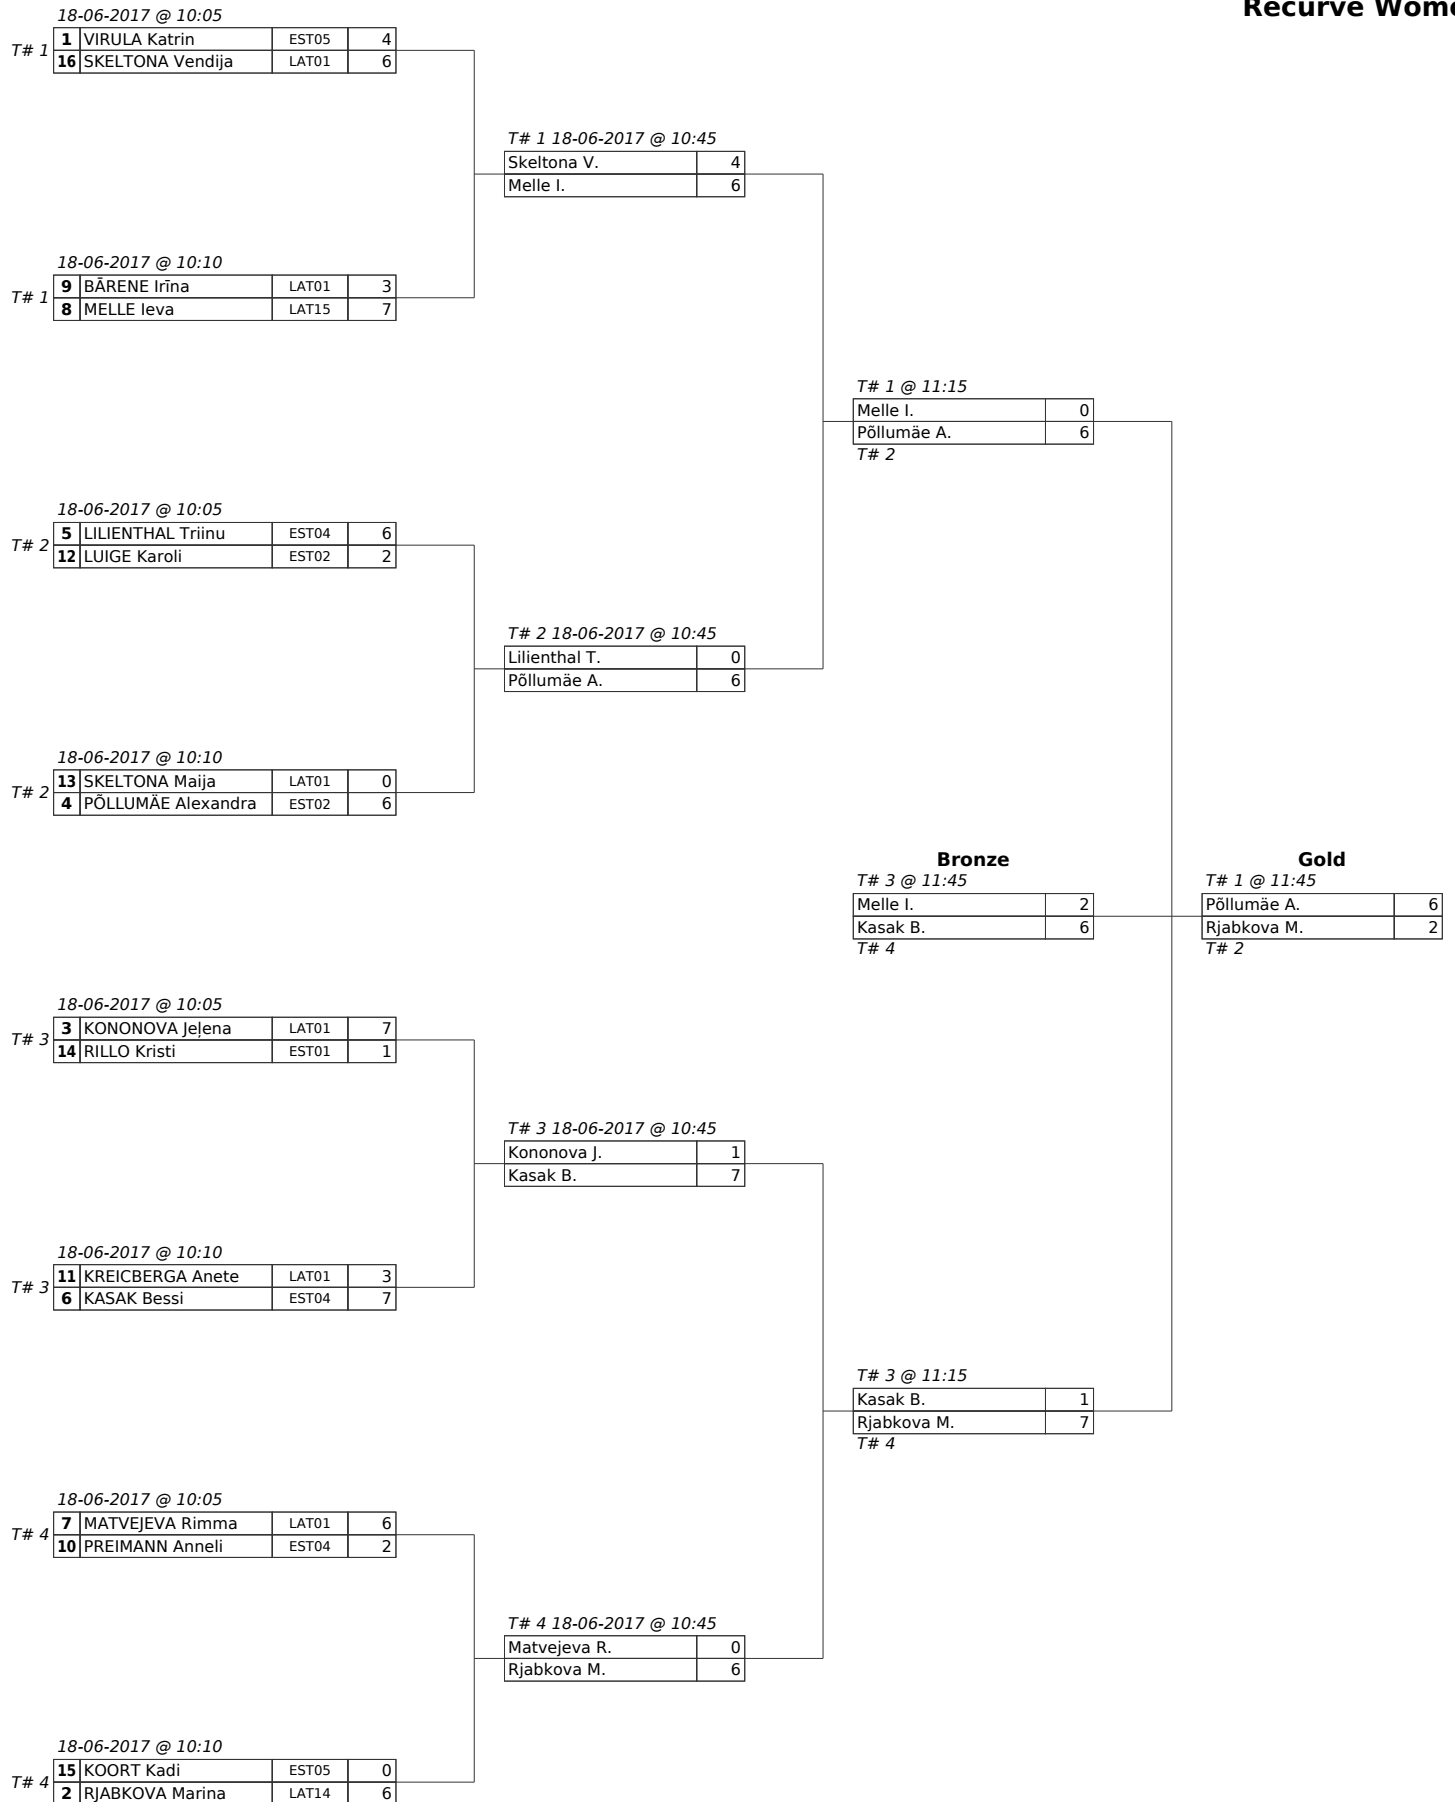 Recurve Wome
18-06-2017 @ 10:05
T# 1
1 VIRULA Katrin EST05 4
16 SKELTONA Vendija LAT01 6
T# 1 18-06-2017 @ 10:45
Skeltona V. 4
Melle I. 6
18-06-2017 @ 10:10
T# 1
9 BĀRENE Irīna LAT01 3
8 MELLE Ieva LAT15 7
T# 1 @ 11:15
Melle I. 0
Põllumäe A. 6
T# 2
18-06-2017 @ 10:05
T# 2
5 LILIENTHAL Triinu EST04 6
12 LUIGE Karoli EST02 2
T# 2 18-06-2017 @ 10:45
Lilienthal T. 0
Põllumäe A. 6
18-06-2017 @ 10:10
T# 2
13 SKELTONA Maija LAT01 0
4 PÕLLUMÄE Alexandra EST02 6
Bronze
T# 3 @ 11:45
Melle I. 2
Kasak B. 6
T# 4
Gold
T# 1 @ 11:45
Põllumäe A. 6
Rjabkova M. 2
T# 2
18-06-2017 @ 10:05
T# 3
3 KONONOVA Jeļena LAT01 7
14 RILLO Kristi EST01 1
T# 3 18-06-2017 @ 10:45
Kononova J. 1
Kasak B. 7
18-06-2017 @ 10:10
T# 3
11 KREICBERGA Anete LAT01 3
6 KASAK Bessi EST04 7
T# 3 @ 11:15
Kasak B. 1
Rjabkova M. 7
T# 4
18-06-2017 @ 10:05
T# 4
7 MATVEJEVA Rimma LAT01 6
10 PREIMANN Anneli EST04 2
T# 4 18-06-2017 @ 10:45
Matvejeva R. 0
Rjabkova M. 6
18-06-2017 @ 10:10
T# 4
15 KOORT Kadi EST05 0
2 RJABKOVA Marina LAT14 6